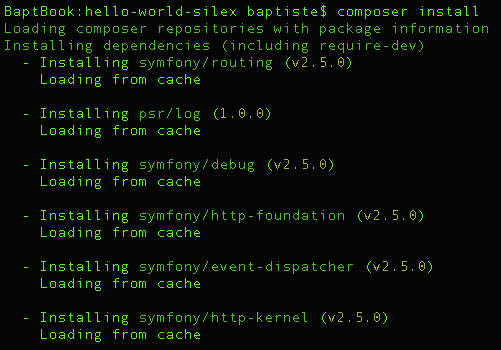 BaptBook:hello-world-silex baptiste$ composer install
Loading composer repositories with package information
Installing dependencies (including require-dev)
- Installing symfony/routing (v2.5.0)
Loading from cache
- Installing psr/log (1.0.0)
Loading from cache
- Installing symfony/debug (v2.5.0)
Loading from cache
- Installing symfony/http-foundation (v2.5.0)
Loading from cache
- Installing symfony/event-dispatcher (v2.5.0)
Loading from cache
- Installing symfony/http-kernel (v2.5.0)
Loading from cache